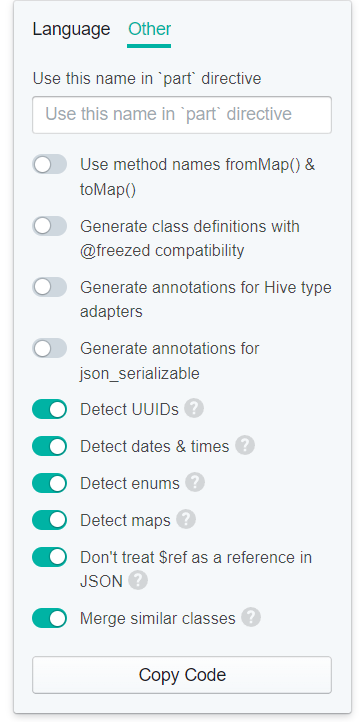 Language Other
Use this name in `part` directive
Use this name in `part` directive
Use method names fromMap() &
toMap()
Generate class definitions with
@freezed compatibility
Generate annotations for Hive type
adapters
Generate annotations for
json_serializable
Detect UUIDs ?
Detect dates & times ?
Detect enums ?
Detect maps ?
Don't treat $ref as a reference in
JSON ?
Merge similar classes ?
Copy Code